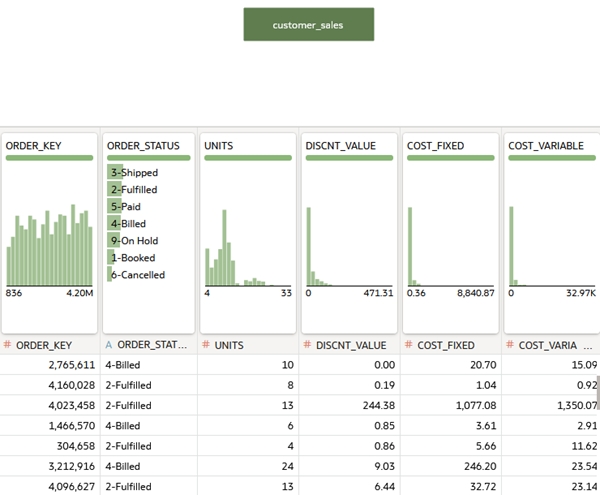 customer_sales
ORDER_KEY ORDER_STATUS UNITS DISCNT_VALUE COST_FIXED COST_VARIABLE
3-Shipped
2-Fulfilled
5-Paid
4-Billed
9-On Hold
1-Booked
6-Cancelled
836 4.20M 4 33 0 471.31 0.36 8,840.87 0 32.97K
# ORDER_KEY A ORDER_STAT... # UNITS # DISCNT_VALUE # COST_FIXED # COST_VARIA ...
2,765,611 4-Billed 10 0.00 20.70 15.09
4,160,028 2-Fulfilled 8 0.19 1.04 0.92
4,023,458 2-Fulfilled 13 244.38 1,077.08 1,350.07
1,466,570 4-Billed 6 0.85 3.61 2.91
304,658 2-Fulfilled 4 0.86 5.66 11.62
3,212,916 4-Billed 24 9.03 246.20 23.54
4,096,627 2-Fulfilled 13 6.44 32.72 23.14